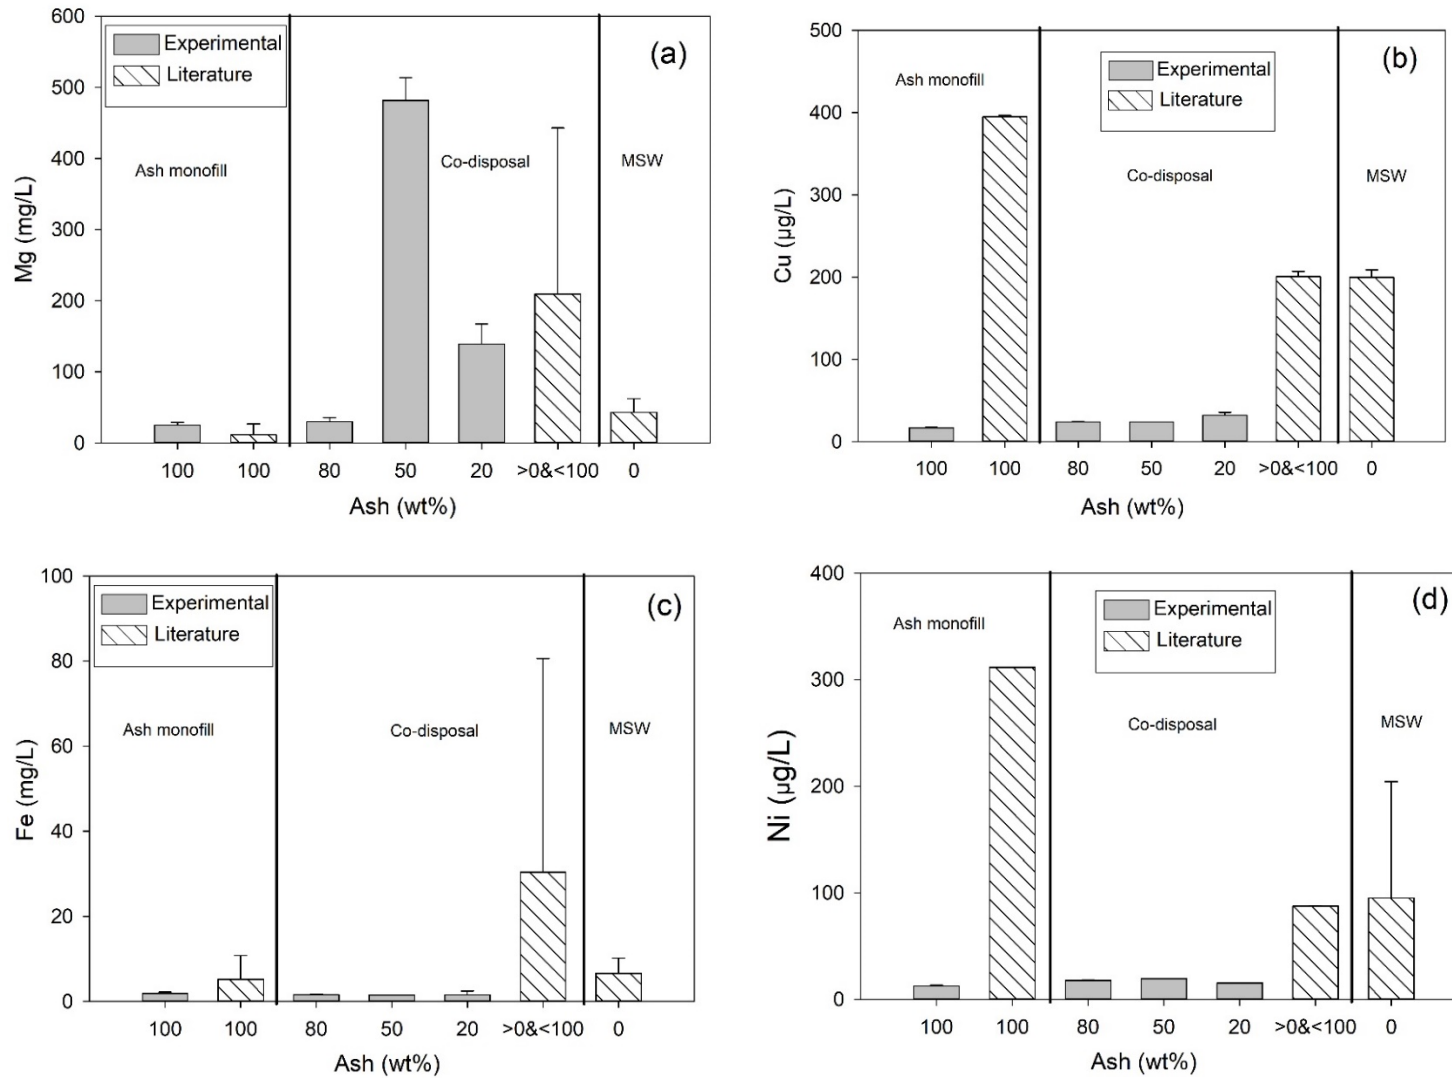 600
500
400
300
200
100
0
Mg (mg/L)
Experimental
Literature
(a)
Ash monofill
Co-disposal
MSW
100 100 80 50 20 >0&<100 0
Ash (wt%)
500
400
300
200
100
0
Cu (µg/L)
Experimental
Literature
(b)
Ash monofill
Co-disposal
MSW
100 100 80 50 20 >0&<100 0
Ash (wt%)
100
80
60
40
20
0
Fe (mg/L)
Experimental
Literature
(c)
Ash monofill
Co-disposal
MSW
100 100 80 50 20 >0&<100 0
Ash (wt%)
400
300
200
100
0
Ni (µg/L)
Experimental
Literature
(d)
Ash monofill
Co-disposal
MSW
100 100 80 50 20 >0&<100 0
Ash (wt%)